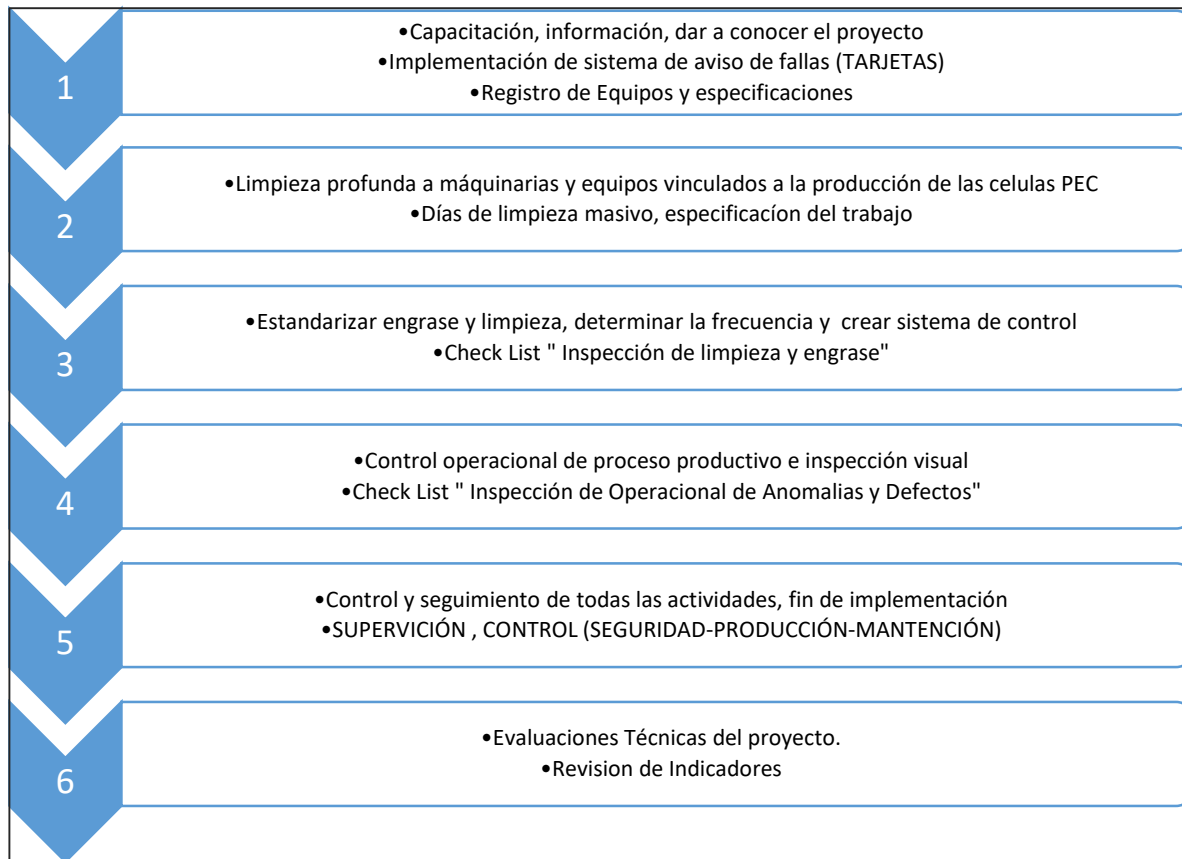 1
•Capacitación, información, dar a conocer el proyecto
•Implementación de sistema de aviso de fallas (TARJETAS)
•Registro de Equipos y especificaciones
2
•Limpieza profunda a máquinarias y equipos vinculados a la producción de las celulas PEC
•Días de limpieza masivo, especificacíon del trabajo
3
•Estandarizar engrase y limpieza, determinar la frecuencia y  crear sistema de control
•Check List " Inspección de limpieza y engrase"
4
•Control operacional de proceso productivo e inspección visual
•Check List " Inspección de Operacional de Anomalias y Defectos"
5
•Control y seguimiento de todas las actividades, fin de implementación
•SUPERVICIÓN , CONTROL (SEGURIDAD-PRODUCCIÓN-MANTENCIÓN)
6
•Evaluaciones Técnicas del proyecto.
•Revision de Indicadores